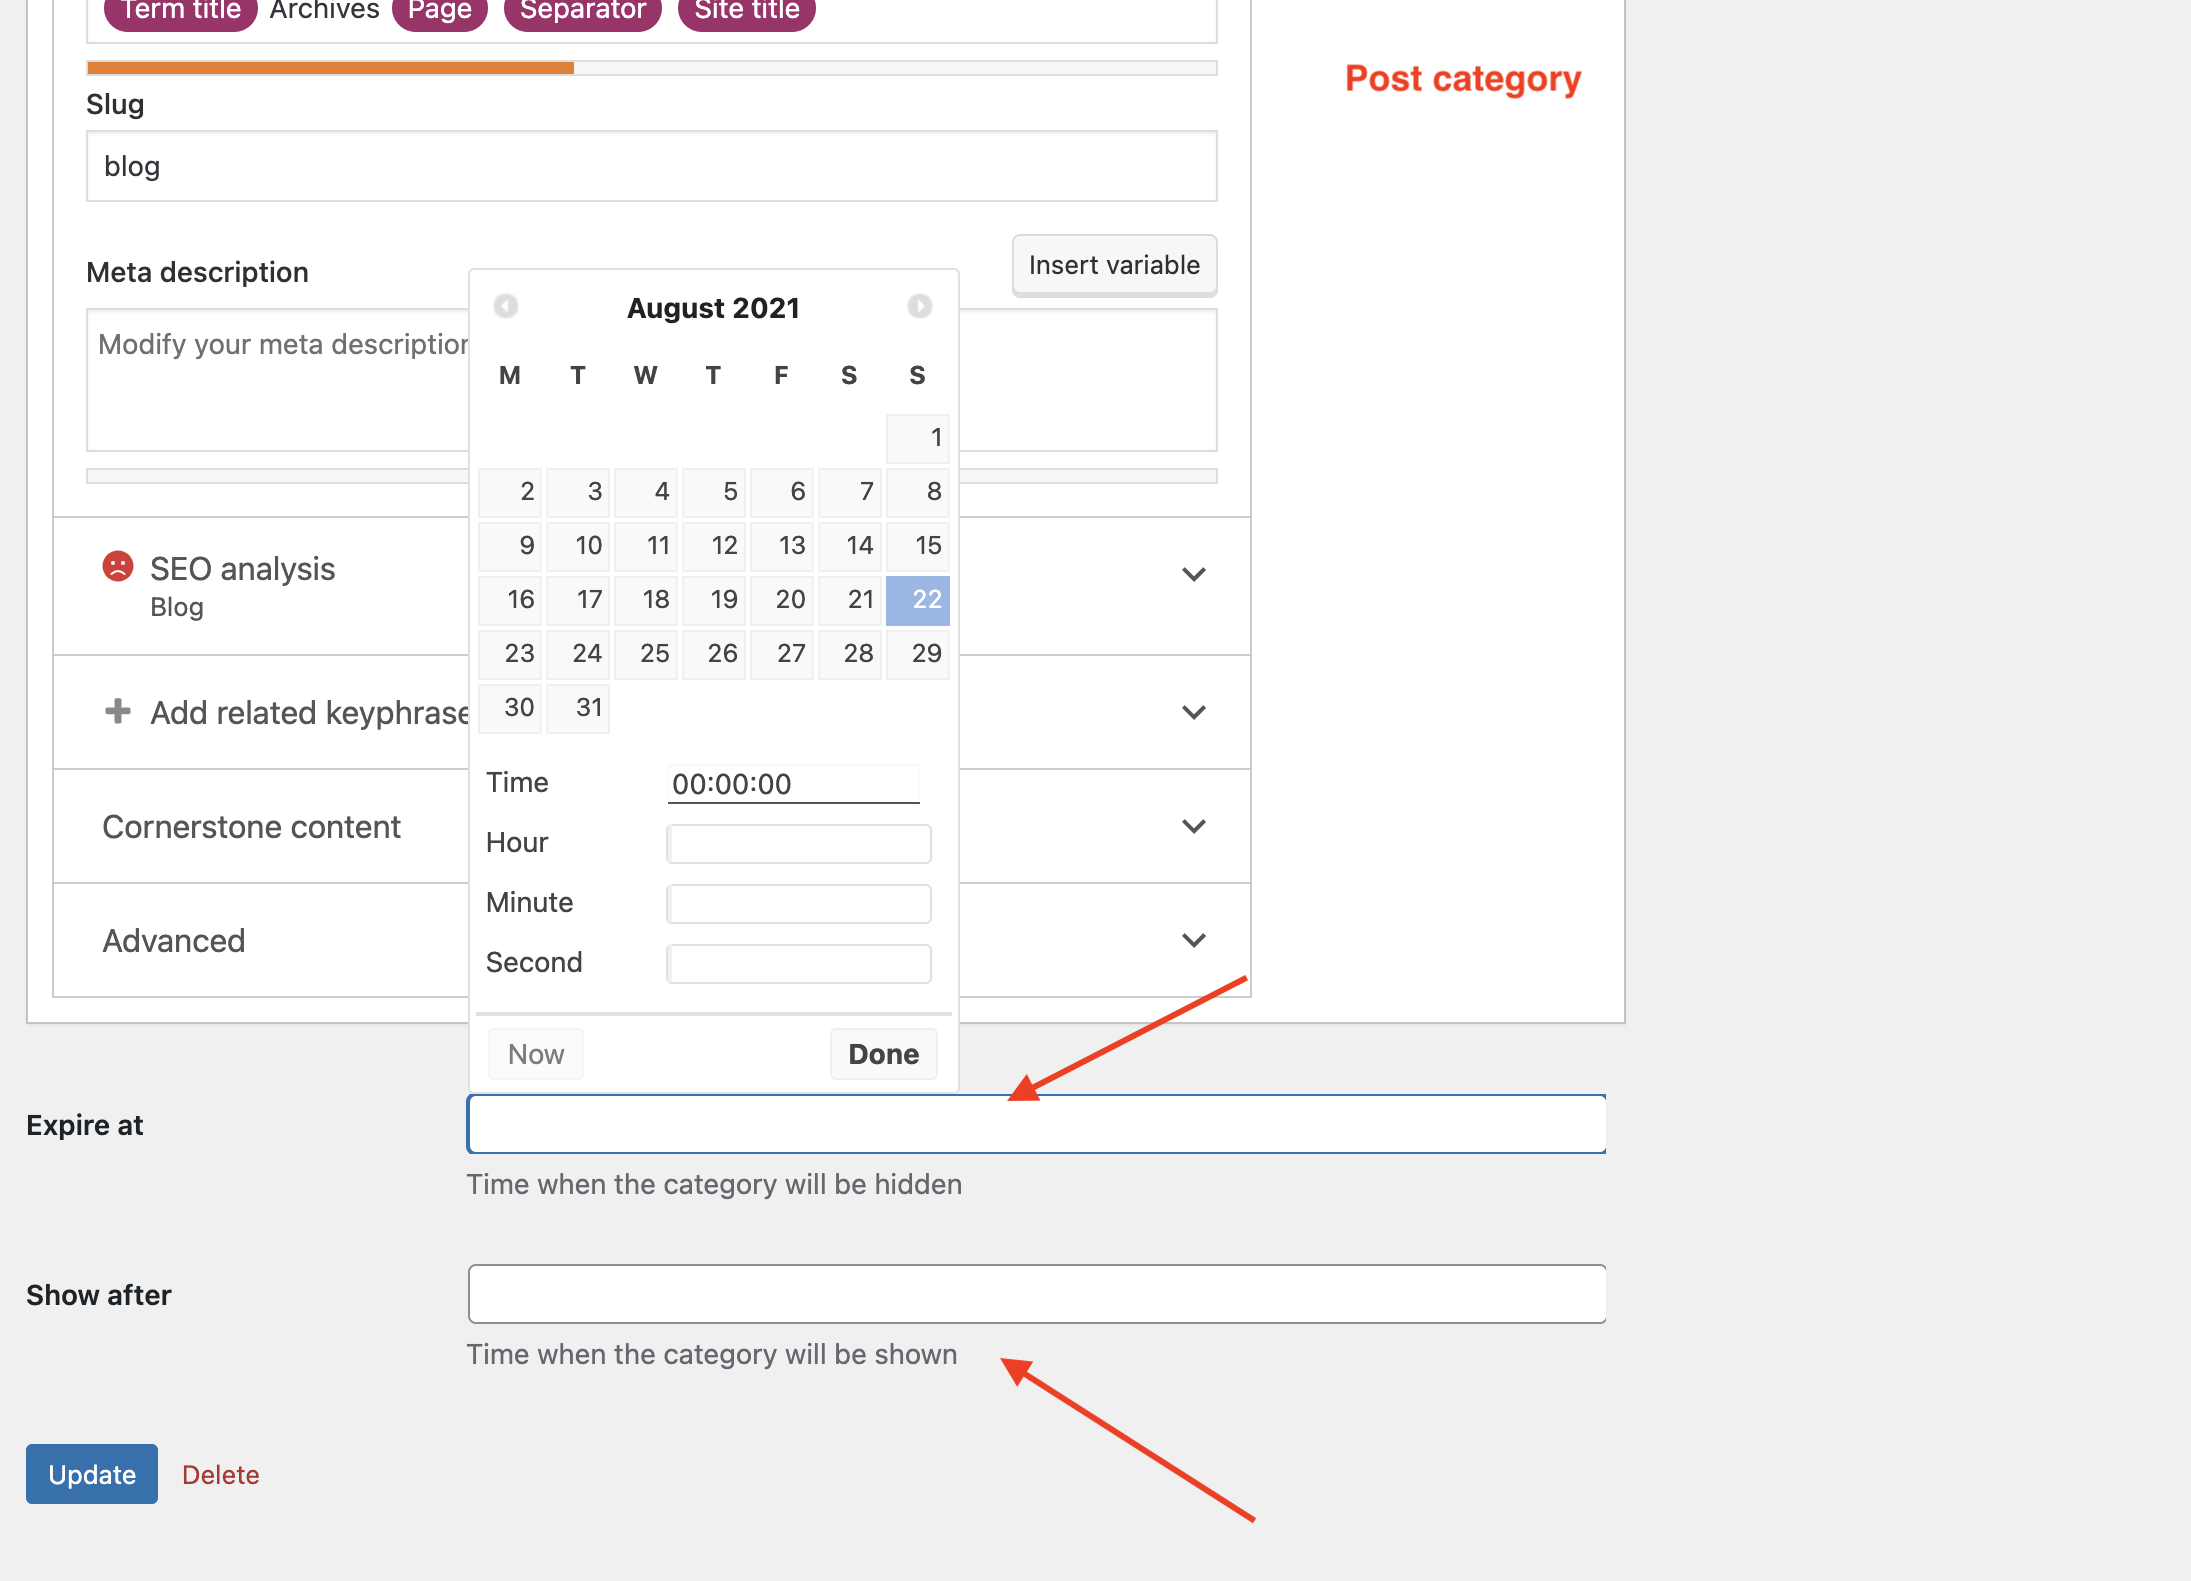 Term title Archives Page Separator Site title
Post category
Slug
blog
Meta description
Insert variable
Modify your meta description
August 2021
M T W T F S S
1
2 3 4 5 6 7 8
9 10 11 12 13 14 15
16 17 18 19 20 21 22
23 24 25 26 27 28 29
30 31
SEO analysis
Blog
Add related keyphrase
Cornerstone content
Advanced
Time 00:00:00
Hour
Minute
Second
Now Done
Expire at
Time when the category will be hidden
Show after
Time when the category will be shown
Update Delete